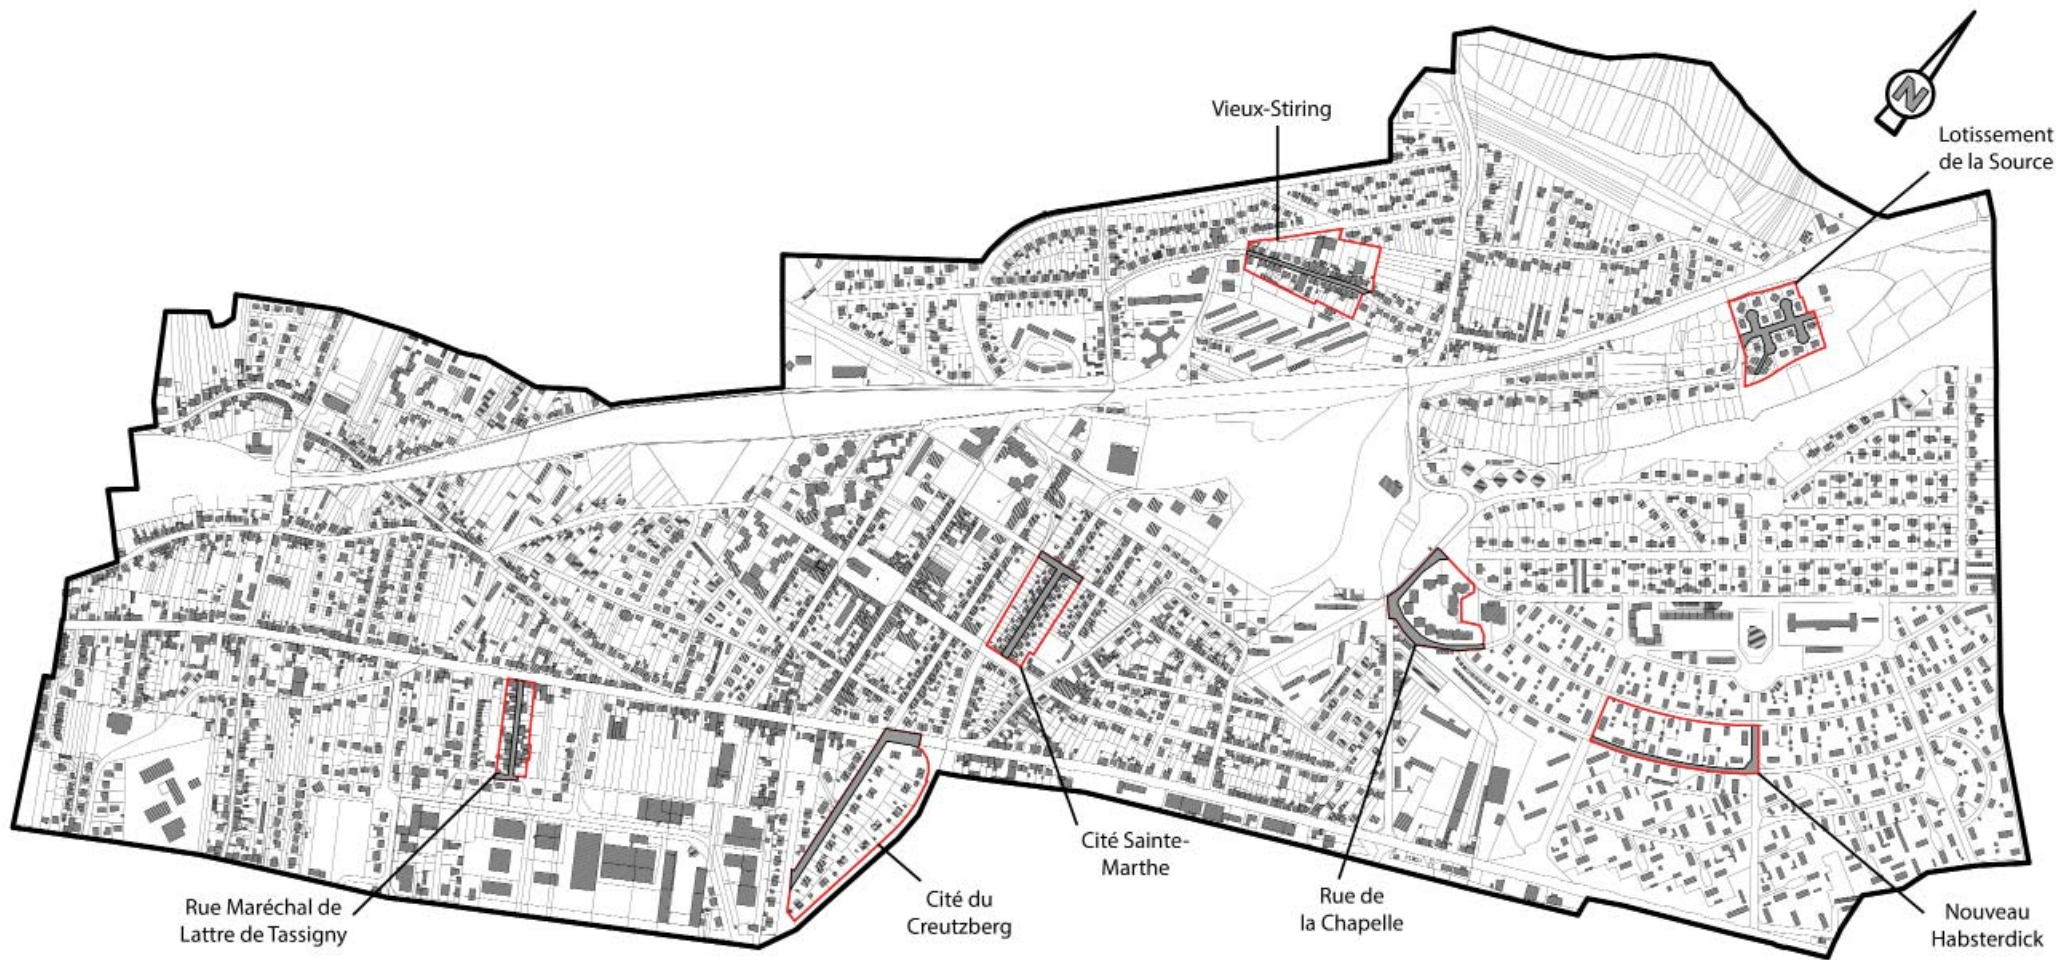 N
Vieux-Stiring
Lotissement
de la Source
Rue Maréchal de
Lattre de Tassigny
Cité du
Creutzberg
Cité Sainte-
Marthe
Rue de
la Chapelle
Nouveau
Habsterdick